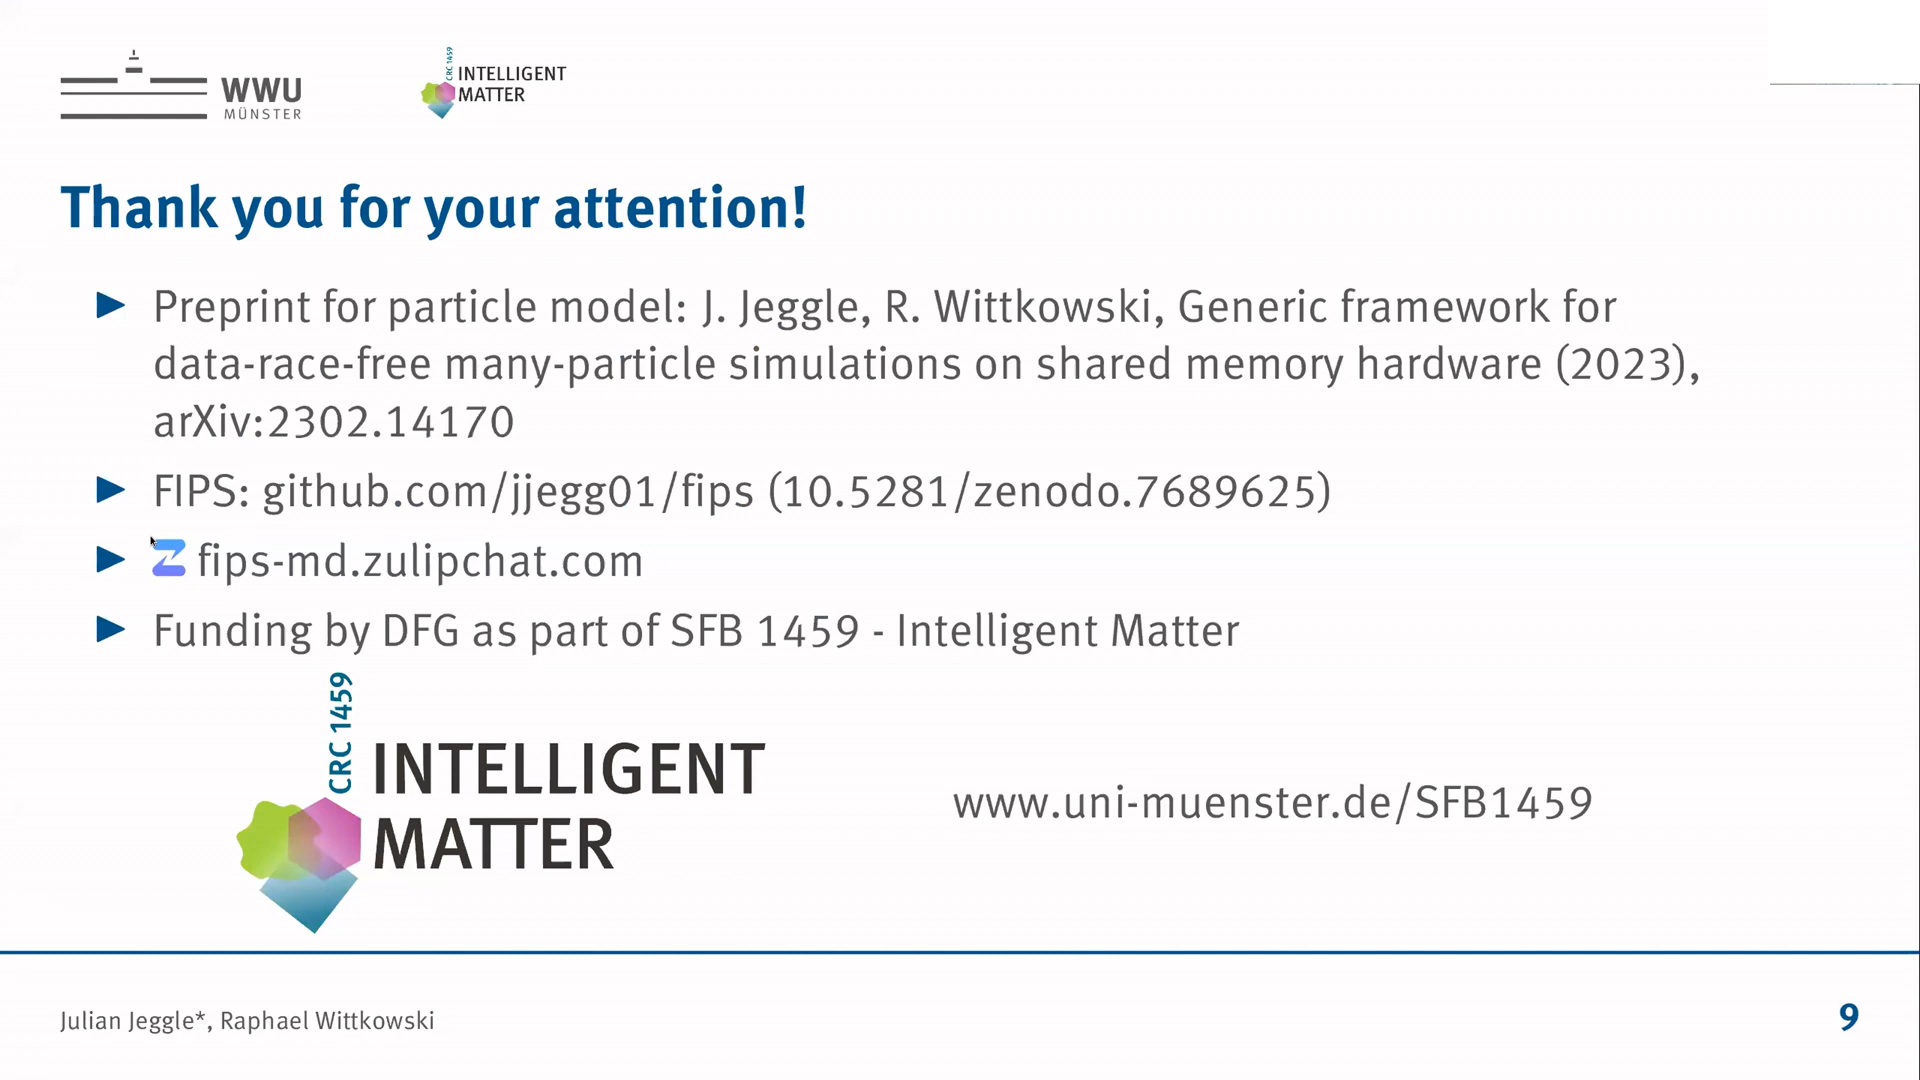 WWU
MÜNSTER
CRC 1459
INTELLIGENT
MATTER
Thank you for your attention!
Preprint for particle model: J. Jeggle, R. Wittkowski, Generic framework for
data-race-free many-particle simulations on shared memory hardware (2023),
arXiv:2302.14170
FIPS: github.com/jjegg01/fips (10.5281/zenodo.7689625)
fips-md.zulipchat.com
Funding by DFG as part of SFB 1459 - Intelligent Matter
CRC 1459
INTELLIGENT
MATTER
www.uni-muenster.de/SFB1459
Julian Jeggle*, Raphael Wittkowski
9